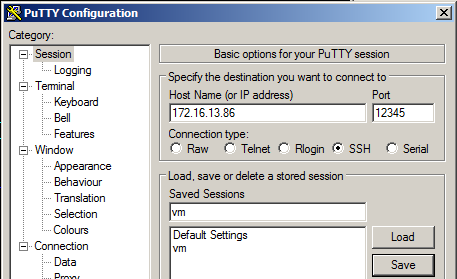 PuTTY Configuration
Category:
Session
Logging
Terminal
Keyboard
Bell
Features
Window
Appearance
Behaviour
Translation
Selection
Colours
Connection
Data
Proxy
Basic options for your PuTTY session
Specify the destination you want to connect to
Host Name (or IP address) Port
172.16.13.86 12345
Connection type:
Raw Telnet Rlogin SSH Serial
Load, save or delete a stored session
Saved Sessions
vm
Default Settings
vm
Load
Save